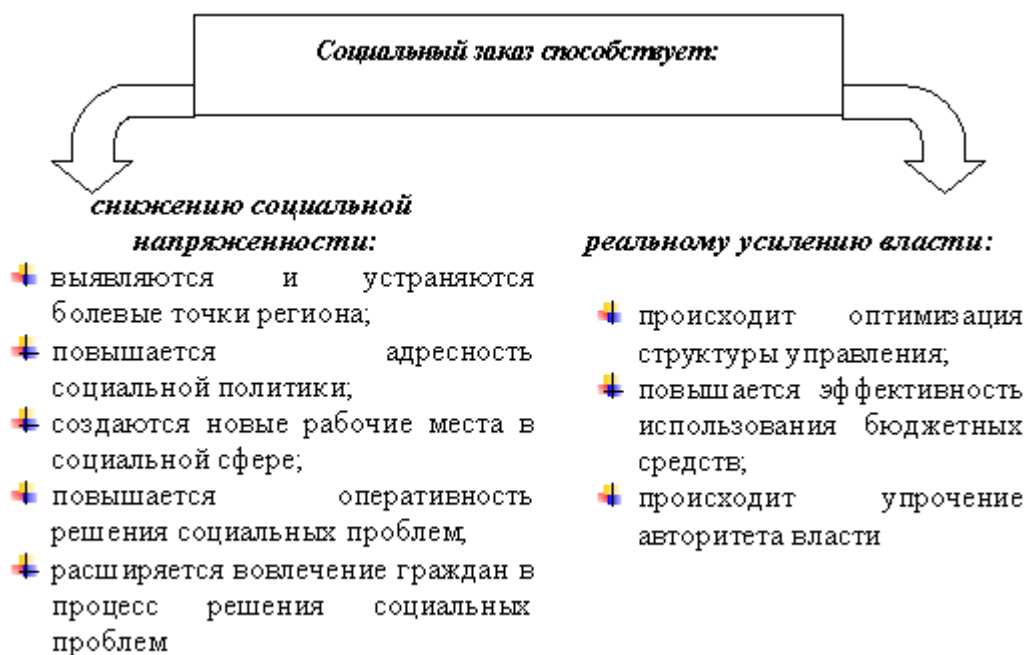 Социальный заказ способствует:
снижению социальной
напряженности:
выявляются и устраняются
болевые точки региона;
повышается адресность
социальной политики;
создаются новые рабочие места в
социальной сфере;
повышается оперативность
решения социальных проблем;
расширяется вовлечение граждан в
процесс решения социальных
проблем
реальному усилению власти:
происходит оптимизация
структуры управления;
повышается эффективность
использования бюджетных
средств;
происходит упрочение
авторитета власти